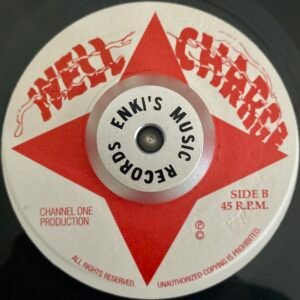 WELL CHARGE
ENKI'S MUSIC RECORDS
SIDE B
45 R.P.M.
CHANNEL ONE
PRODUCTION
℗
©
ALL RIGHTS RESERVED.
UNAUTHORIZED COPYING IS PROHIBITED.